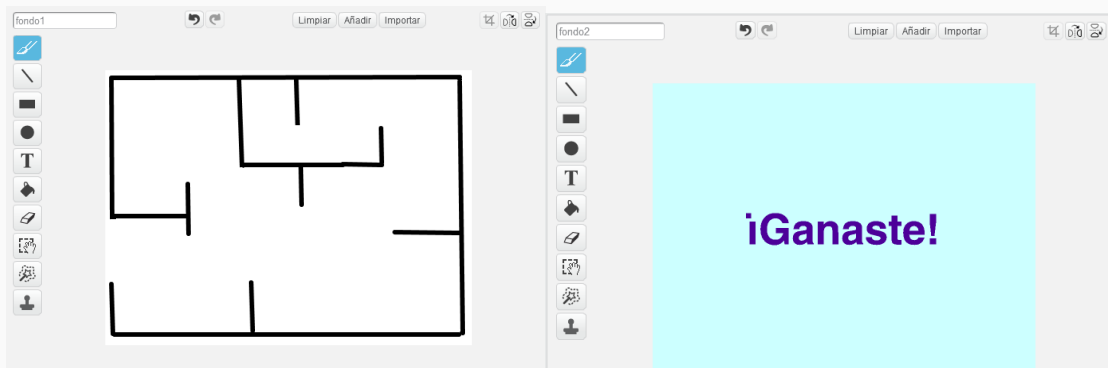 fondo1
Limpiar
Añadir
Importar
T
fondo2
Limpiar
Añadir
Importar
T
¡Ganaste!